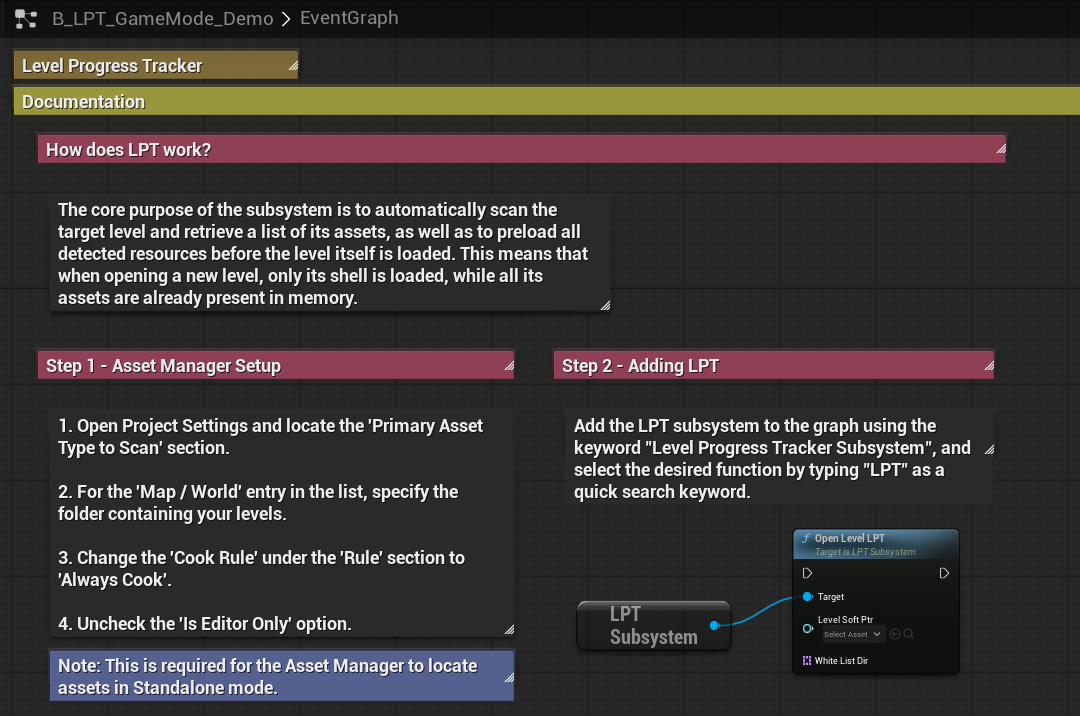 B_LPT_GameMode_Demo > EventGraph
Level Progress Tracker
Documentation
How does LPT work?
The core purpose of the subsystem is to automatically scan the
target level and retrieve a list of its assets, as well as to preload all
detected resources before the level itself is loaded. This means that
when opening a new level, only its shell is loaded, while all its
assets are already present in memory.
Step 1 - Asset Manager Setup
1. Open Project Settings and locate the 'Primary Asset
Type to Scan' section.
2. For the 'Map / World' entry in the list, specify the
folder containing your levels.
3. Change the 'Cook Rule' under the 'Rule' section to
'Always Cook'.
4. Uncheck the 'Is Editor Only' option.
Note: This is required for the Asset Manager to locate
assets in Standalone mode.
Step 2 - Adding LPT
Add the LPT subsystem to the graph using the
keyword "Level Progress Tracker Subsystem", and
select the desired function by typing "LPT" as a
quick search keyword.
LPT
Subsystem
Open Level LPT
Target is LPT Subsystem
Target
Level Soft Ptr
Select Asset
White List Dir